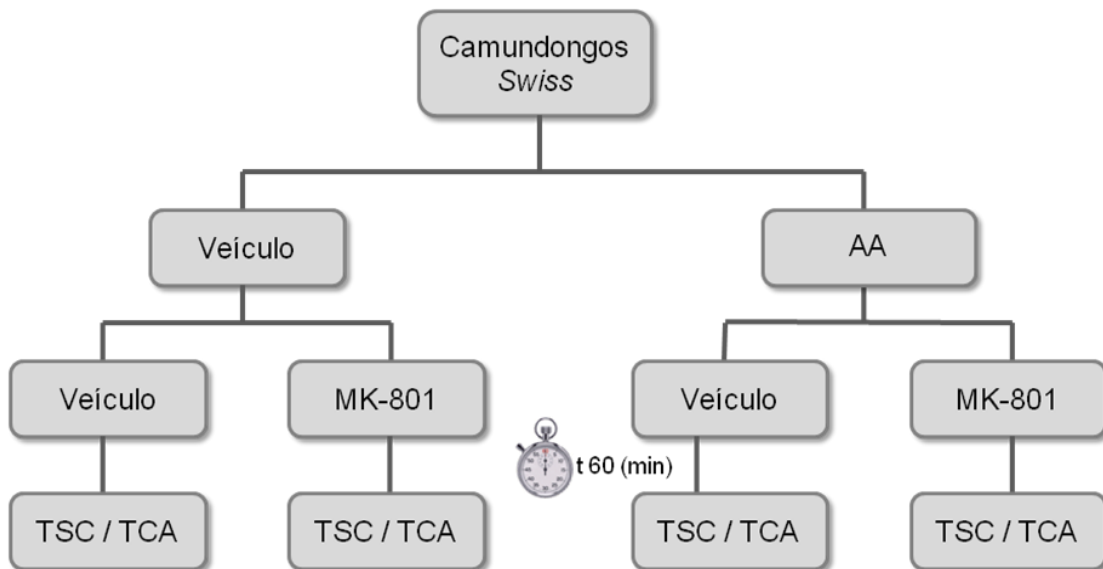 Camundongos
Swiss
Veículo
AA
Veículo
MK-801
Veículo
MK-801
t 60 (min)
TSC / TCA
TSC / TCA
TSC / TCA
TSC / TCA